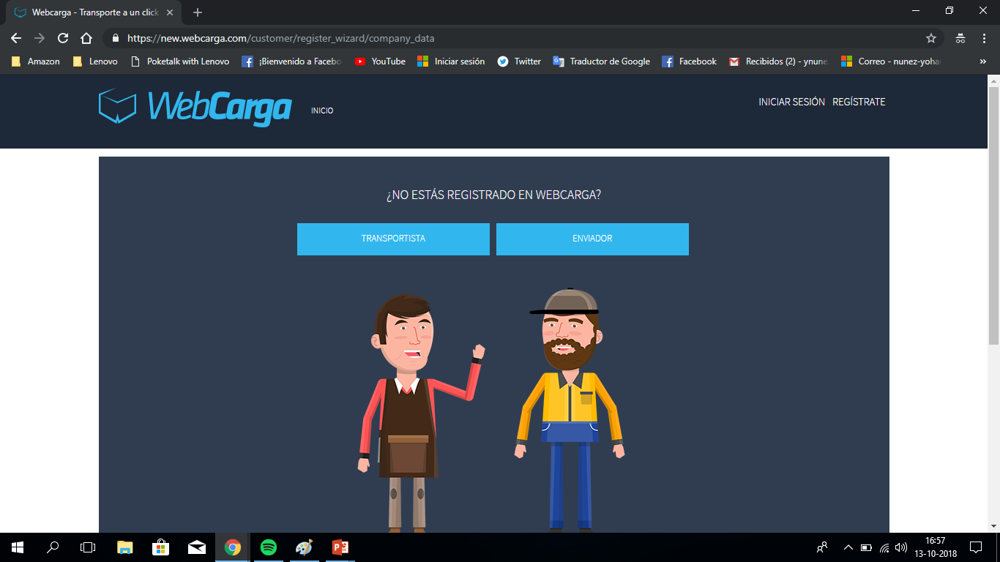 Webcarga - Transporte a un click
https://new.webcarga.com/customer/register_wizard/company_data
Amazon
Lenovo
Poketalk with Lenovo
¡Bienvenido a Facebo
YouTube
Iniciar sesión
Twitter
Traductor de Google
Facebook
Recibidos (2) - ynune
Correo - nunez-yohar
WebCarga
INICIO
INICIAR SESIÓN
REGÍSTRATE
¿NO ESTÁS REGISTRADO EN WEBCARGA?
TRANSPORTISTA
ENVIADOR
16:57
13-10-2018